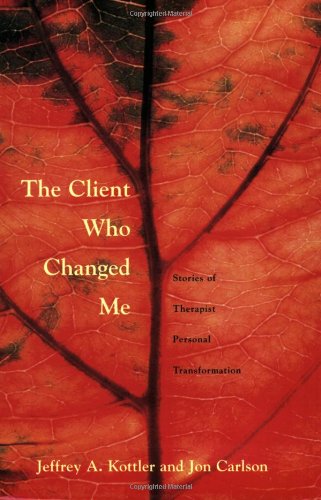 The Client
Who
Changed
Me
Stories of
Therapist
Personal
Transformation
Jeffrey A. Kottler and Jon Carlson